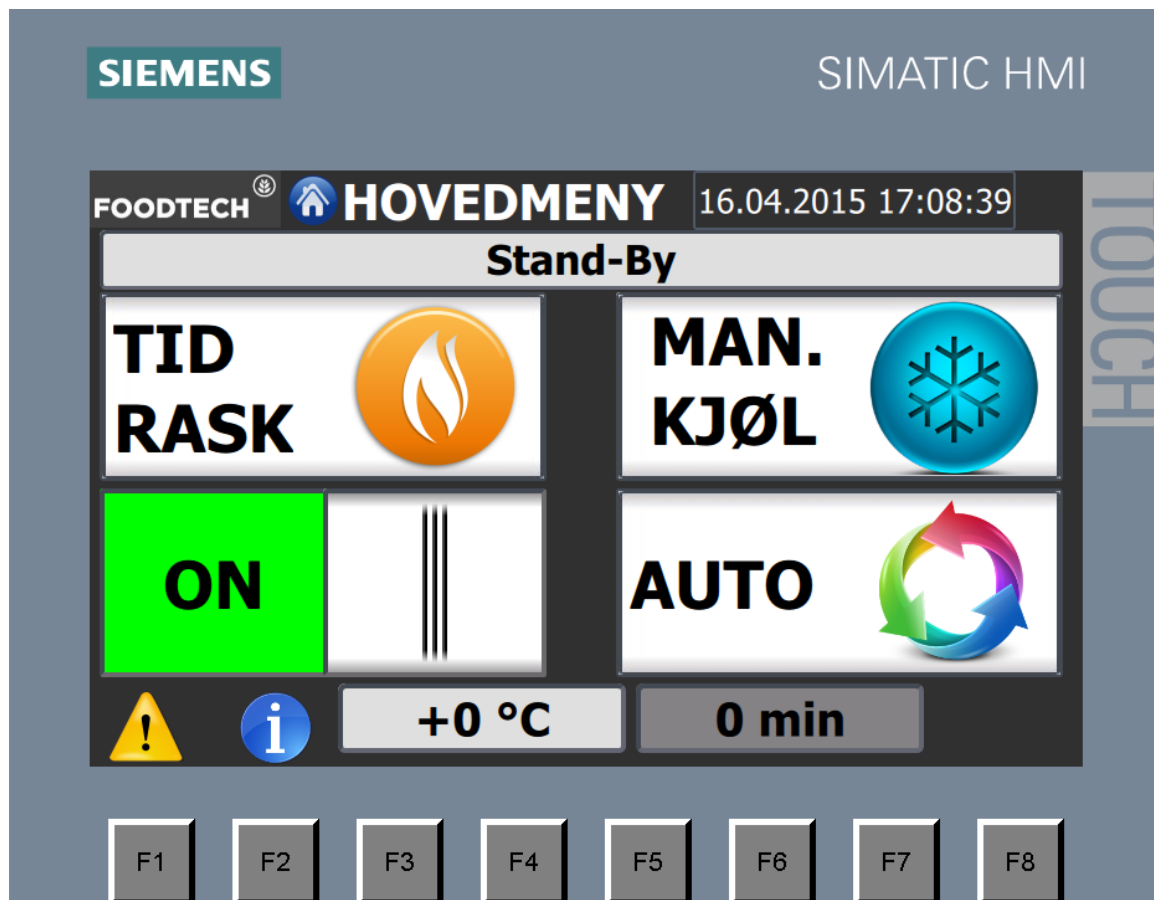 SIEMENS
SIMATIC HMI
TOUCH
FOODTECH
HOVEDMENY
16.04.2015 17:08:39
Stand-By
TID
RASK
MAN.
KJØL
ON
AUTO
+0 °C
0 min
F1 F2 F3 F4 F5 F6 F7 F8